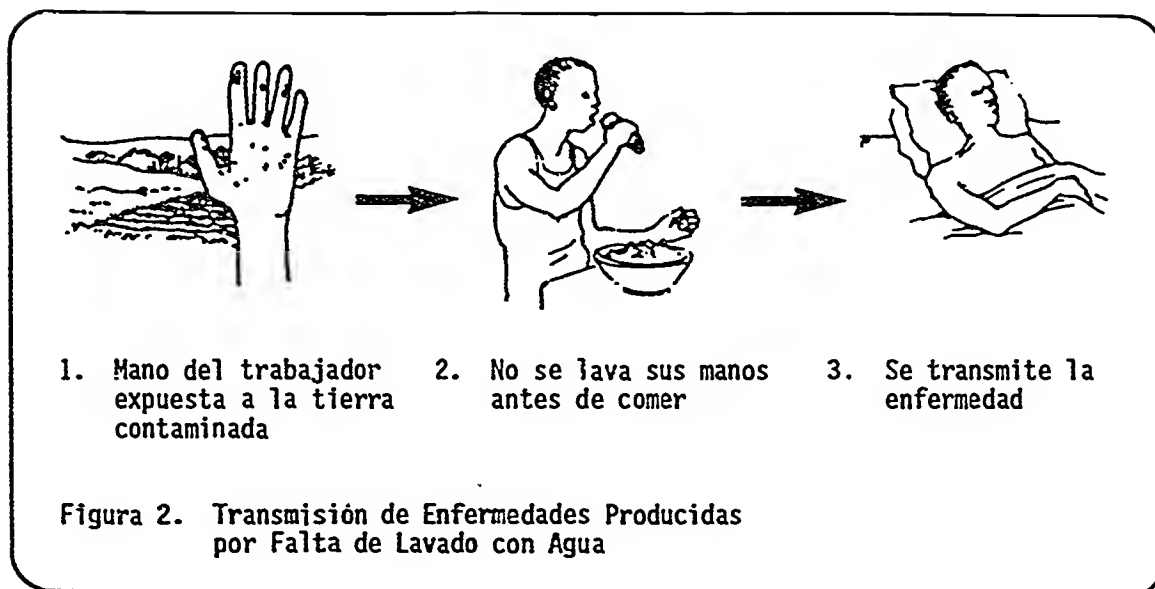 1. Mano del trabajador
expuesta a la tierra
contaminada
2. No se lava sus manos
antes de comer
3. Se transmite la
enfermedad
Figura 2. Transmisión de Enfermedades Producidas
por Falta de Lavado con Agua